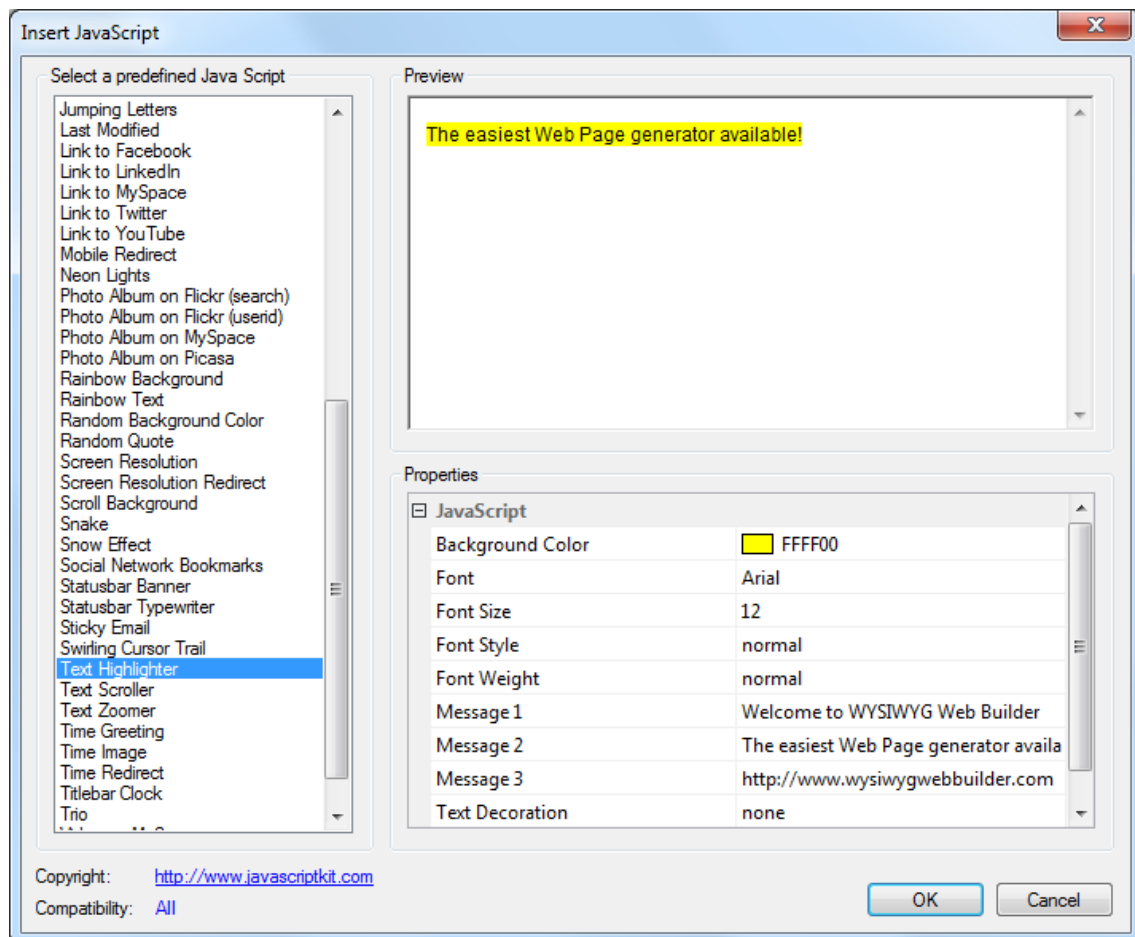 Insert JavaScript
Select a predefined Java Script
Jumping Letters
Last Modified
Link to Facebook
Link to LinkedIn
Link to MySpace
Link to Twitter
Link to YouTube
Mobile Redirect
Neon Lights
Photo Album on Flickr (search)
Photo Album on Flickr (userid)
Photo Album on MySpace
Photo Album on Picasa
Rainbow Background
Rainbow Text
Random Background Color
Random Quote
Screen Resolution
Screen Resolution Redirect
Scroll Background
Snake
Snow Effect
Social Network Bookmarks
Statusbar Banner
Statusbar Typewriter
Sticky Email
Swirling Cursor Trail
Text Highlighter
Text Scroller
Text Zoomer
Time Greeting
Time Image
Time Redirect
Titlebar Clock
Trio
Preview
The easiest Web Page generator available!
Properties
JavaScript
Background Color FFFF00
Font Arial
Font Size 12
Font Style normal
Font Weight normal
Message 1 Welcome to WYSIWYG Web Builder
Message 2 The easiest Web Page generator availa
Message 3 http://www.wysiwygwebbuilder.com
Text Decoration none
Copyright: http://www.javascriptkit.com
Compatibility: All
OK Cancel